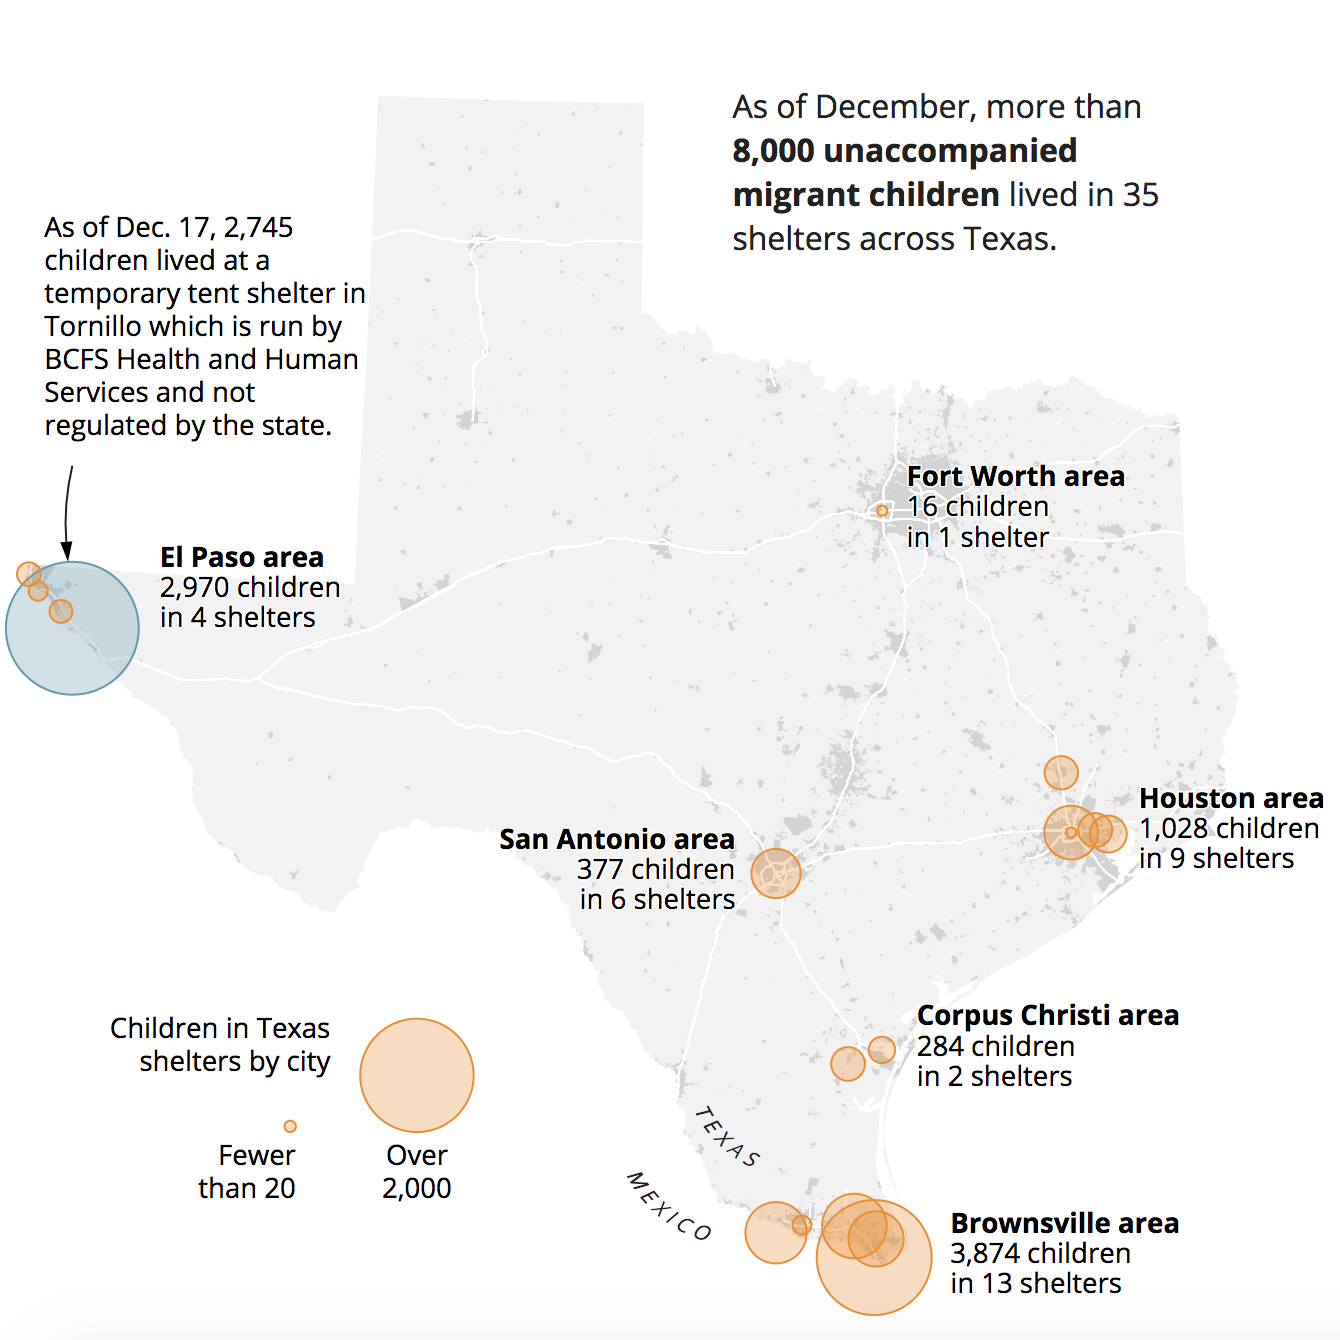 As of December, more than
8,000 unaccompanied
migrant children lived in 35
shelters across Texas.
As of Dec. 17, 2,745
children lived at a
temporary tent shelter in
Tornillo which is run by
BCFS Health and Human
Services and not
regulated by the state.
Fort Worth area
16 children
in 1 shelter
El Paso area
2,970 children
in 4 shelters
Houston area
1,028 children
in 9 shelters
San Antonio area
377 children
in 6 shelters
Corpus Christi area
284 children
in 2 shelters
Children in Texas
shelters by city
Fewer
than 20
Over
2,000
TEXAS
MEXICO
Brownsville area
3,874 children
in 13 shelters